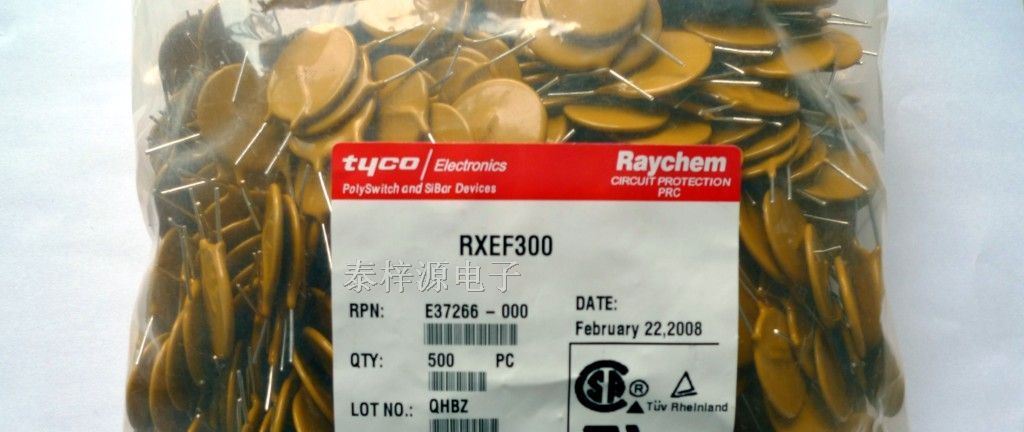 tyco / Electronics
PolySwitch and SiBar Devices
Raychem
CIRCUIT PROTECTION
PRC
RXEF300
泰梓源电子
RPN: E37266-000
QTY: 500 PC
LOT NO.: QHBZ
DATE:
February 22,2008
CSA ®
TüV Rheinland